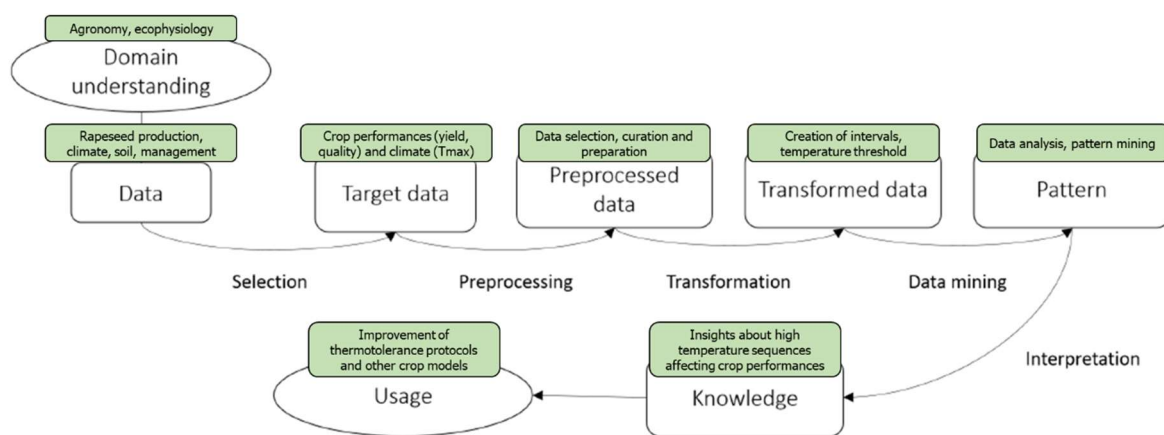 Agronomy, ecophysiology
Domain
understanding
Rapeseed production,
climate, soil, management
Data
Crop performances (yield,
quality) and climate (Tmax)
Target data
Data selection, curation and
preparation
Preprocessed
data
Creation of intervals,
temperature threshold
Transformed data
Data analysis, pattern mining
Pattern
Selection
Preprocessing
Transformation
Data mining
Interpretation
Improvement of
thermotolerance protocols
and other crop models
Usage
Insights about high
temperature sequences
affecting crop performances
Knowledge